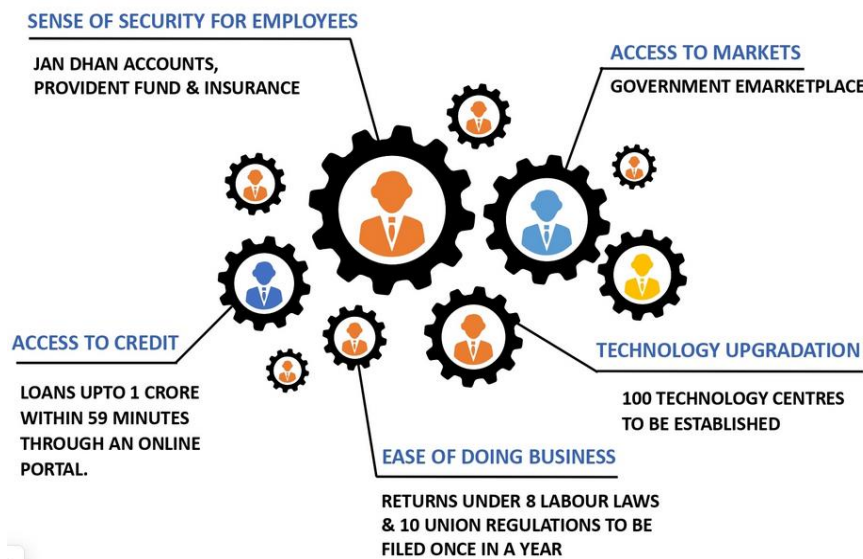 SENSE OF SECURITY FOR EMPLOYEES
JAN DHAN ACCOUNTS,
PROVIDENT FUND & INSURANCE
ACCESS TO MARKETS
GOVERNMENT EMARKETPLACE
ACCESS TO CREDIT
LOANS UPTO 1 CRORE
WITHIN 59 MINUTES
THROUGH AN ONLINE
PORTAL.
TECHNOLOGY UPGRADATION
100 TECHNOLOGY CENTRES
TO BE ESTABLISHED
EASE OF DOING BUSINESS
RETURNS UNDER 8 LABOUR LAWS
& 10 UNION REGULATIONS TO BE
FILED ONCE IN A YEAR